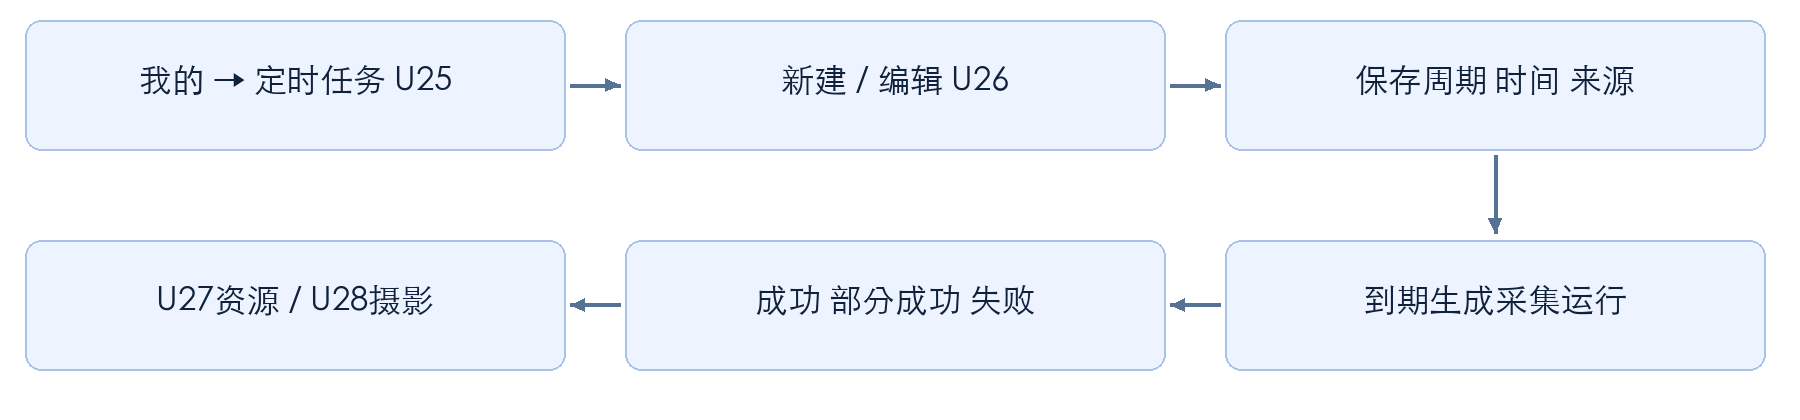 我的 → 定时任务 U25
新建 / 编辑 U26
保存周期 时间 来源
到期生成采集运行
成功 部分成功 失败
U27资源 / U28摄影